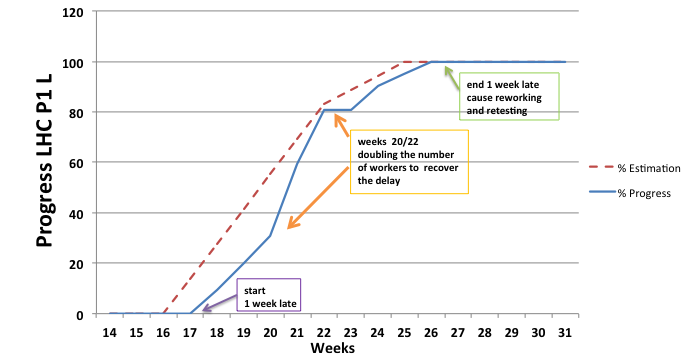 120
100
80
60
40
20
0
Progress LHC P1 L
end 1 week late
cause reworking
and retesting
weeks 20/22
doubling the number
of workers to recover
the delay
start
1 week late
% Estimation
% Progress
14 15 16 17 18 19 20 21 22 23 24 25 26 27 28 29 30 31
Weeks